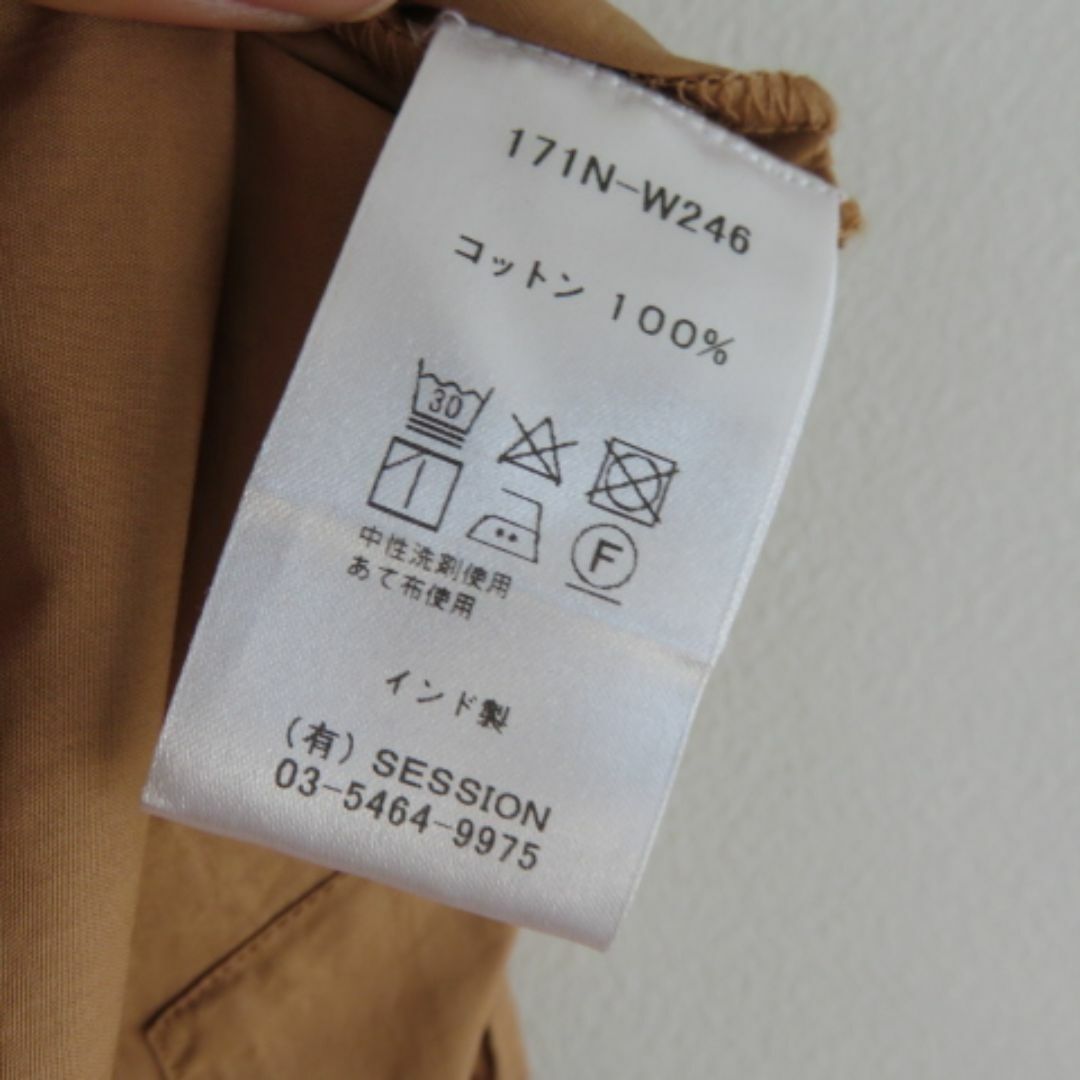 171N-W246
コットン 100%
30
F
中性洗剤使用
あて布使用
インド製
(有) SESSION
03-5464-9975